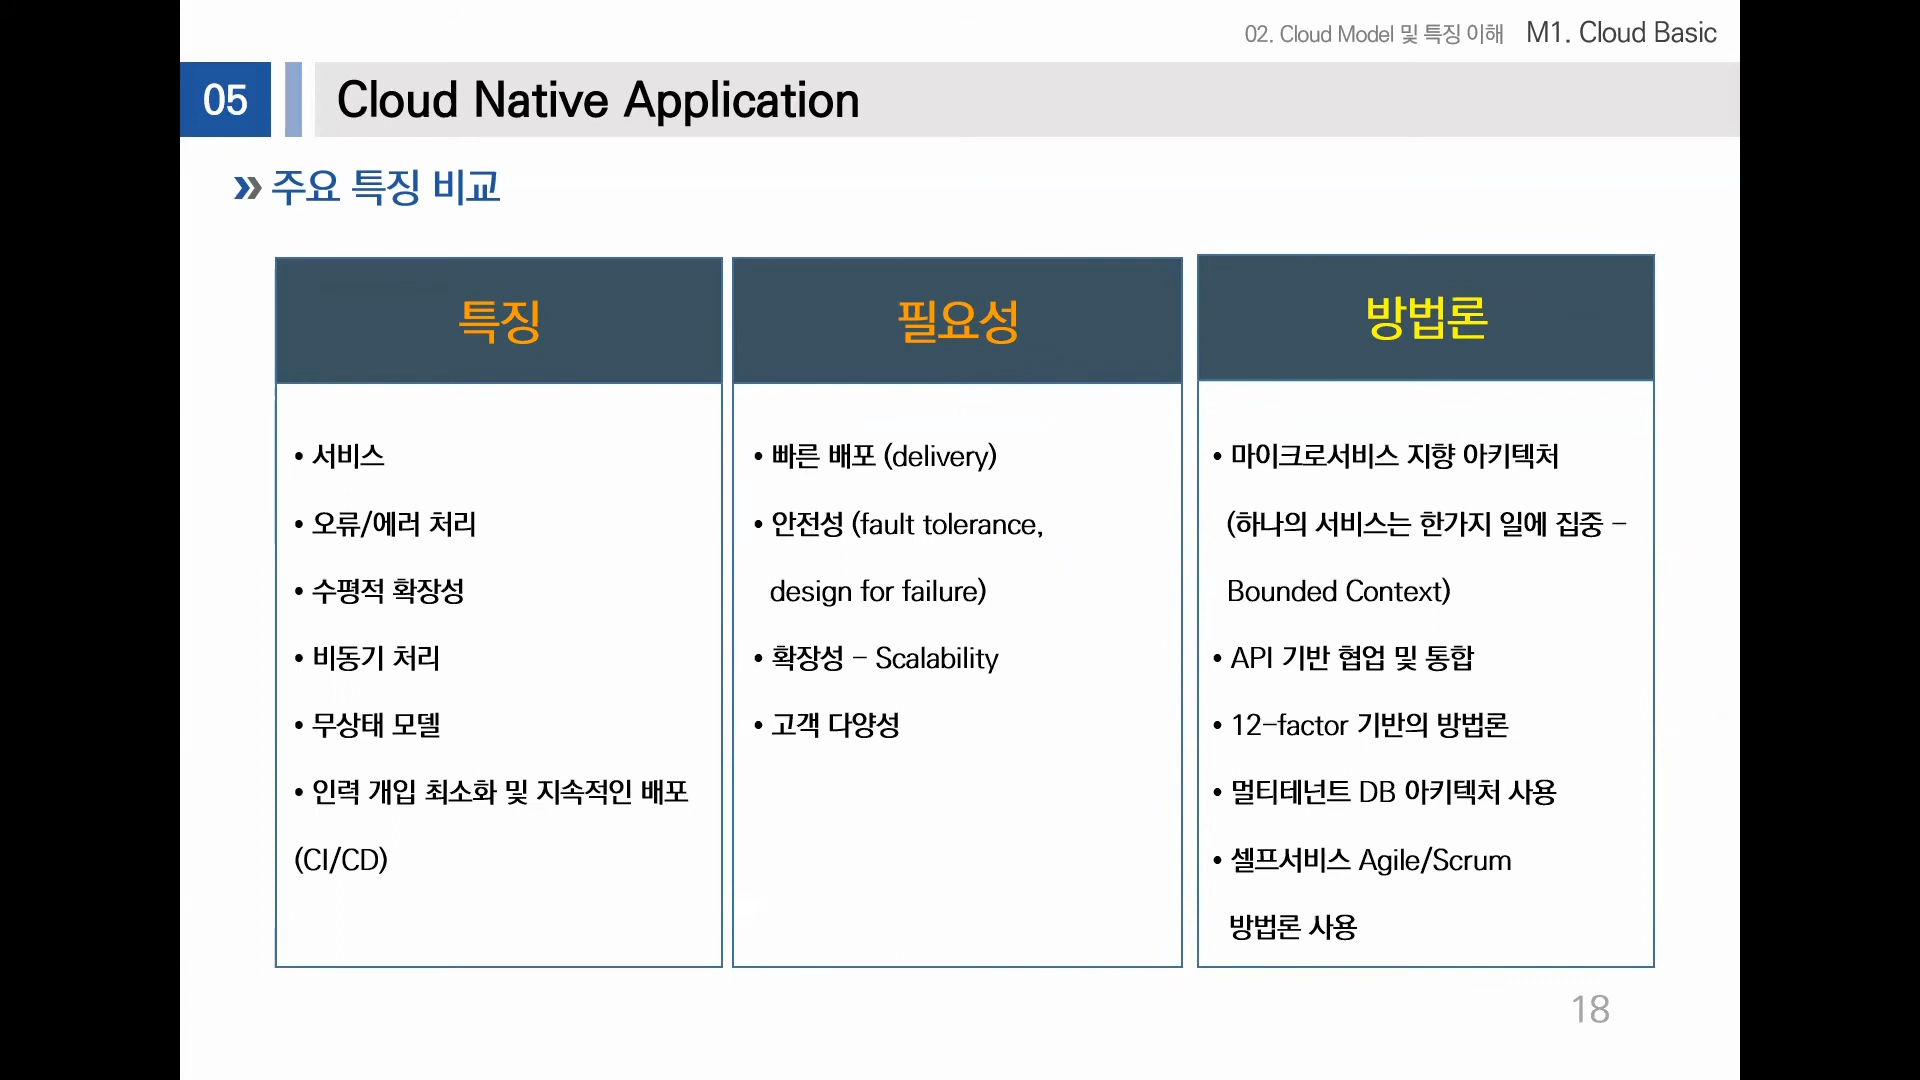 02. Cloud Model 및 특징 이해 M1. Cloud Basic
05 Cloud Native Application
주요 특징 비교
특징
• 서비스
• 오류/에러 처리
• 수평적 확장성
• 비동기 처리
• 무상태 모델
• 인력 개입 최소화 및 지속적인 배포
(CI/CD)
필요성
• 빠른 배포 (delivery)
• 안전성 (fault tolerance,
design for failure)
• 확장성 – Scalability
• 고객 다양성
방법론
• 마이크로서비스 지향 아키텍처
(하나의 서비스는 한가지 일에 집중 –
Bounded Context)
• API 기반 협업 및 통합
• 12-factor 기반의 방법론
• 멀티테넌트 DB 아키텍처 사용
• 셀프서비스 Agile/Scrum
방법론 사용
18